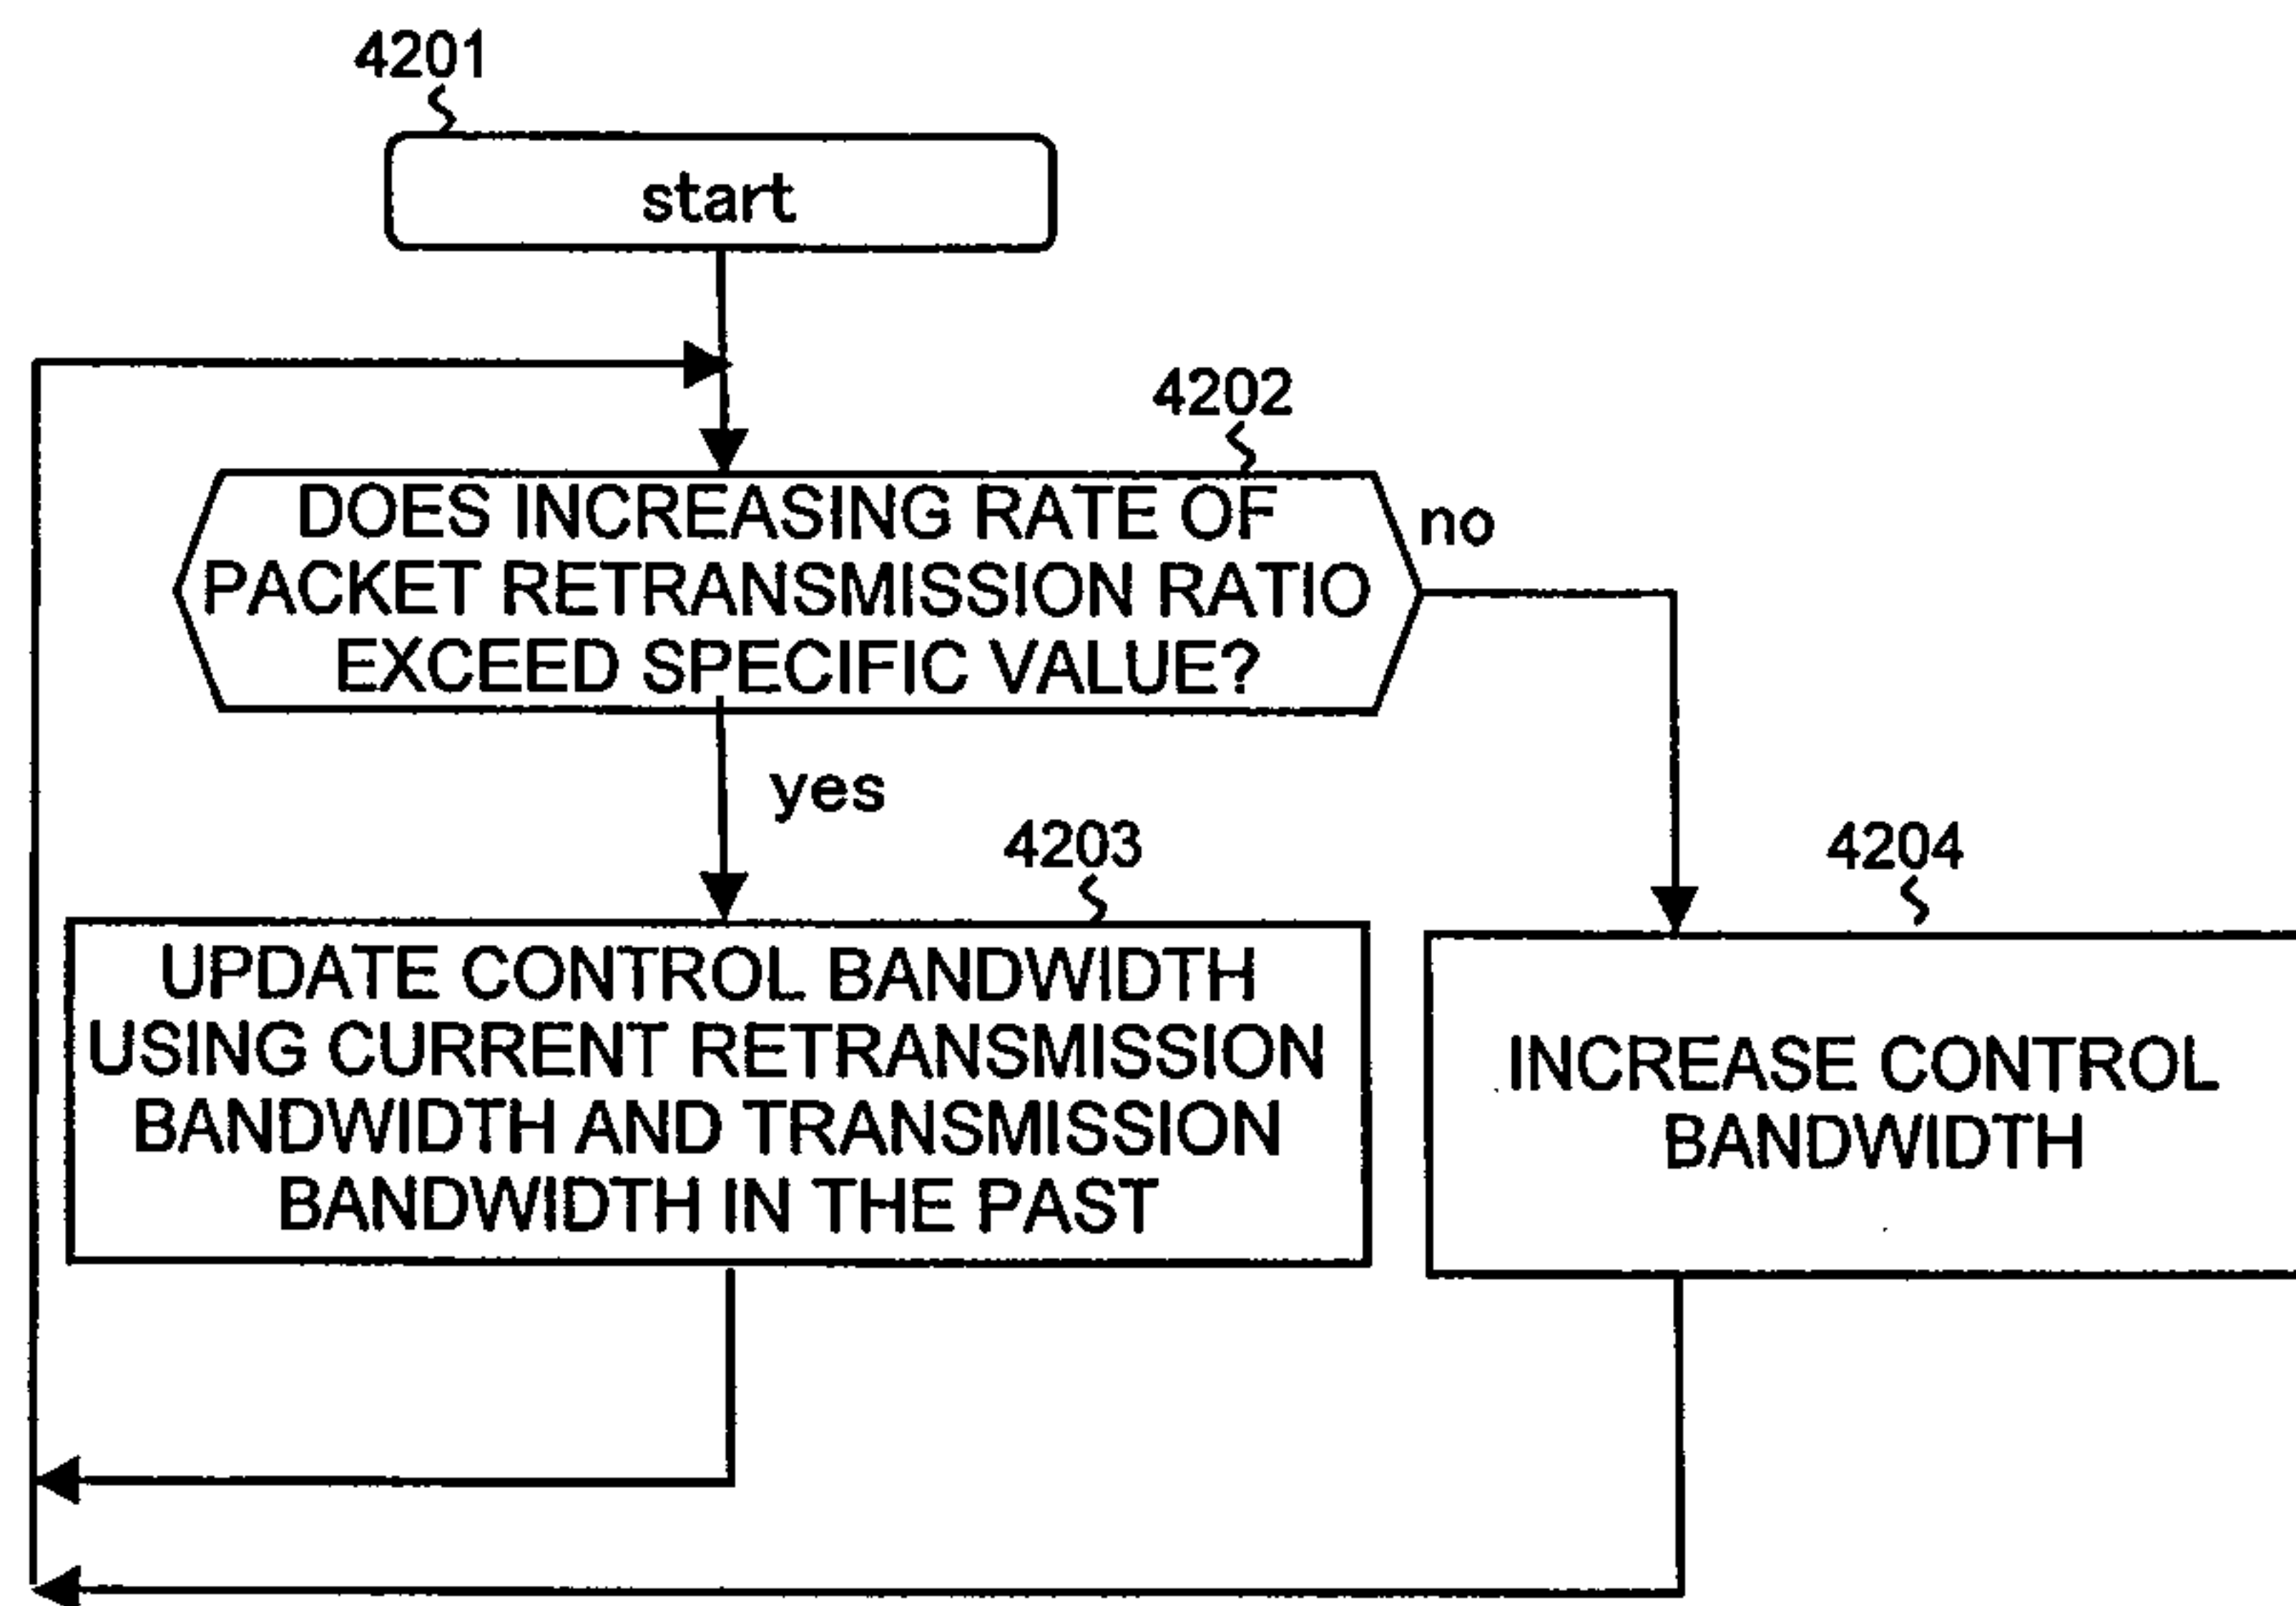 4201
start
4202
DOES INCREASING RATE OF
PACKET RETRANSMISSION RATIO
EXCEED SPECIFIC VALUE?
no
yes
4203
UPDATE CONTROL BANDWIDTH
USING CURRENT RETRANSMISSION
BANDWIDTH AND TRANSMISSION
BANDWIDTH IN THE PAST
4204
INCREASE CONTROL
BANDWIDTH